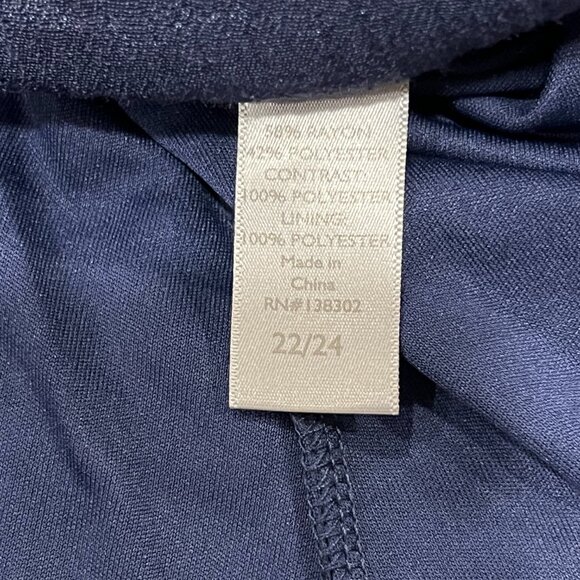 58% RAYON
42% POLYESTER
CONTRAST:
100% POLYESTER
LINING:
100% POLYESTER
Made in
China
RN#138302
22/24